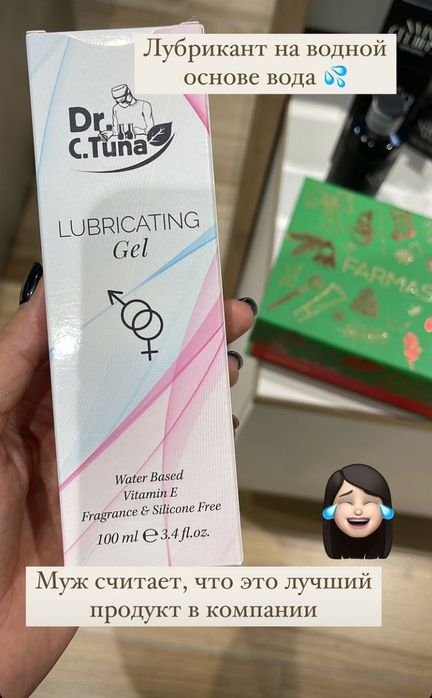 Лубрикант на водной
основе вода 💦
Dr.
C.Tuna
LUBRICATING
Gel
FARMAS
Water Based
Vitamin E
Fragrance & Silicone Free
100 ml ℮ 3.4 fl.oz.
Муж считает, что это лучший
продукт в компании